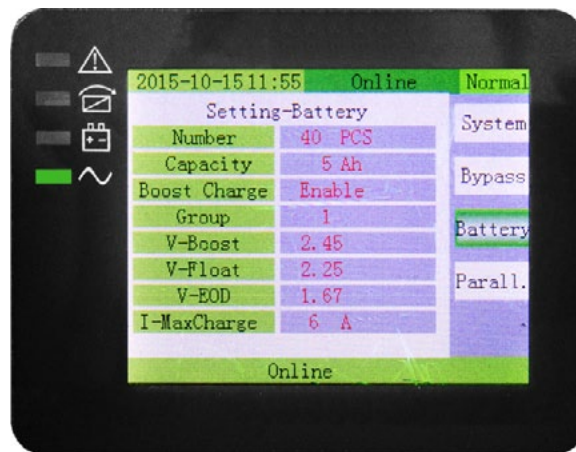 2015-10-15 11:55 Online Normal
Setting-Battery
System
Number 40 PCS
Capacity 5 Ah
Bypass
Boost Charge Enable
Group 1
Battery
V-Boost 2.45
V-Float 2.25
Parall.
V-EOD 1.67
I-MaxCharge 6 A
Online